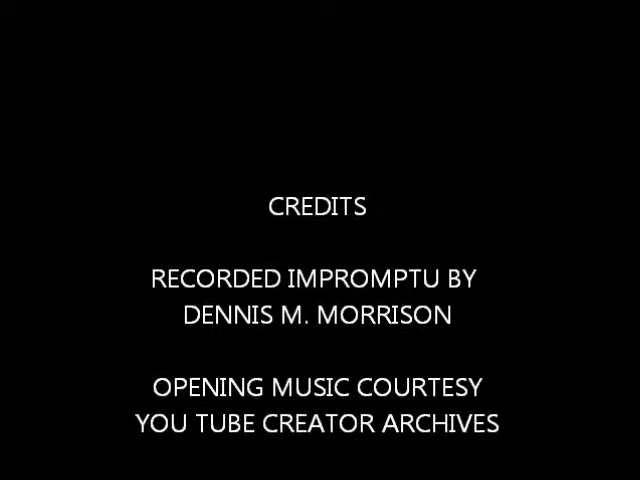 CREDITS
RECORDED IMPROMPTU BY
DENNIS M. MORRISON
OPENING MUSIC COURTESY
YOU TUBE CREATOR ARCHIVES